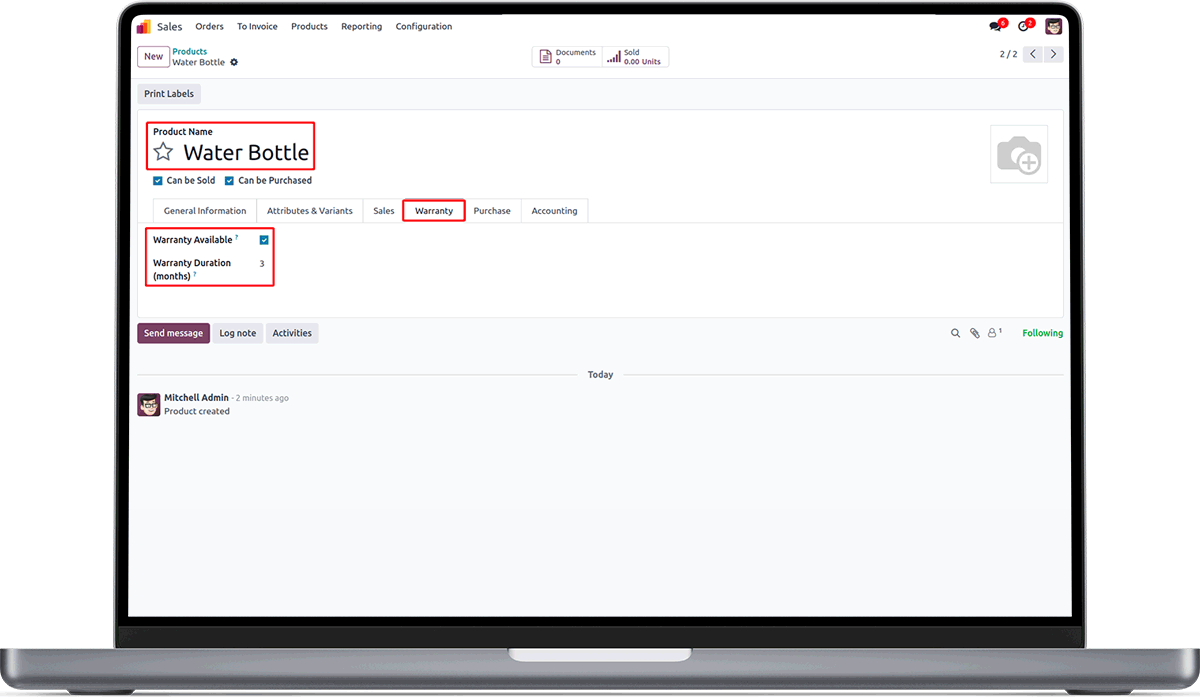 Sales Orders To Invoice Products Reporting Configuration 6 2
New Products
Water Bottle
Documents
0
Sold
0.00 Units
2 / 2
Print Labels
Product Name
Water Bottle
Can be Sold Can be Purchased
General Information Attributes & Variants Sales Warranty Purchase Accounting
Warranty Available ?
Warranty Duration
(months) ?
3
Send message Log note Activities 1 Following
Today
Mitchell Admin - 2 minutes ago
Product created